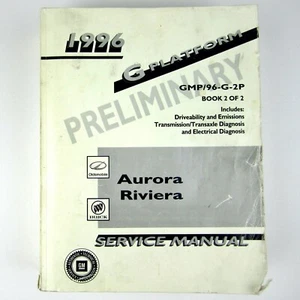 1996
G-PLATFORM
PRELIMINARY
GMP/96-G-2P
BOOK 2 OF 2
Includes:
Driveability and Emissions
Transmission/Transaxle Diagnosis
and Electrical Diagnosis
Oldsmobile
Aurora
BUICK
Riviera
SERVICE MANUAL
GM